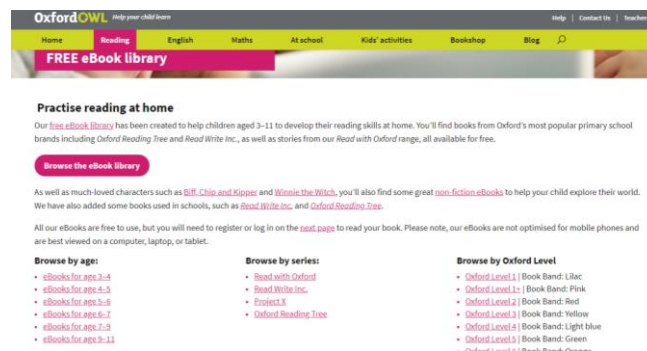 OxfordOWL Help your child learn
Help | Contact Us | Teacher
Home Reading English Maths At school Kids' activities Bookshop Blog
FREE eBook library
Practise reading at home
Our free eBook library has been created to help children aged 3–11 to develop their reading skills at home. You'll find books from Oxford's most popular primary school
brands including Oxford Reading Tree and Read Write Inc., as well as stories from our Read with Oxford range, all available for free.
Browse the eBook library
As well as much-loved characters such as Biff, Chip and Kipper and Winnie the Witch, you'll also find some great non-fiction eBooks to help your child explore their world.
We have also added some books used in schools, such as Read Write Inc. and Oxford Reading Tree.
All our eBooks are free to use, but you will need to register or log in on the next page to read your book. Please note, our eBooks are not optimised for mobile phones and
are best viewed on a computer, laptop, or tablet.
Browse by age:
• eBooks for age 3–4
• eBooks for age 4–5
• eBooks for age 5–6
• eBooks for age 6–7
• eBooks for age 7–9
• eBooks for age 9–11
Browse by series:
• Read with Oxford
• Read Write Inc.
• Project X
• Oxford Reading Tree
Browse by Oxford Level
• Oxford Level 1 | Book Band: Lilac
• Oxford Level 1+ | Book Band: Pink
• Oxford Level 2 | Book Band: Red
• Oxford Level 3 | Book Band: Yellow
• Oxford Level 4 | Book Band: Light blue
• Oxford Level 5 | Book Band: Green
• Oxford Level 6 | Book Band: Orange